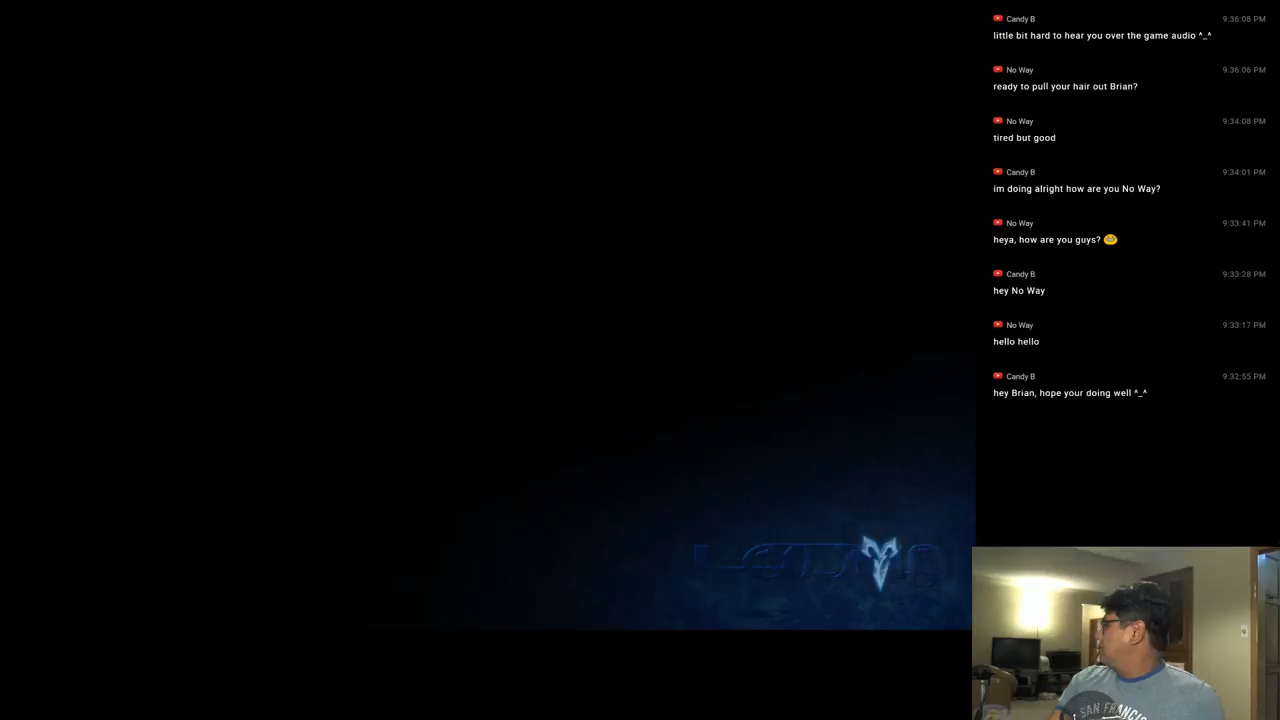 Candy B 9:36:08 PM
little bit hard to hear you over the game audio ^_^
No Way 9:36:06 PM
ready to pull your hair out Brian?
No Way 9:34:08 PM
tired but good
Candy B 9:34:01 PM
im doing alright how are you No Way?
No Way 9:33:41 PM
heya, how are you guys?
Candy B 9:33:28 PM
hey No Way
No Way 9:33:17 PM
hello hello
Candy B 9:32:55 PM
hey Brian, hope your doing well ^_^
SAN FRANCISC